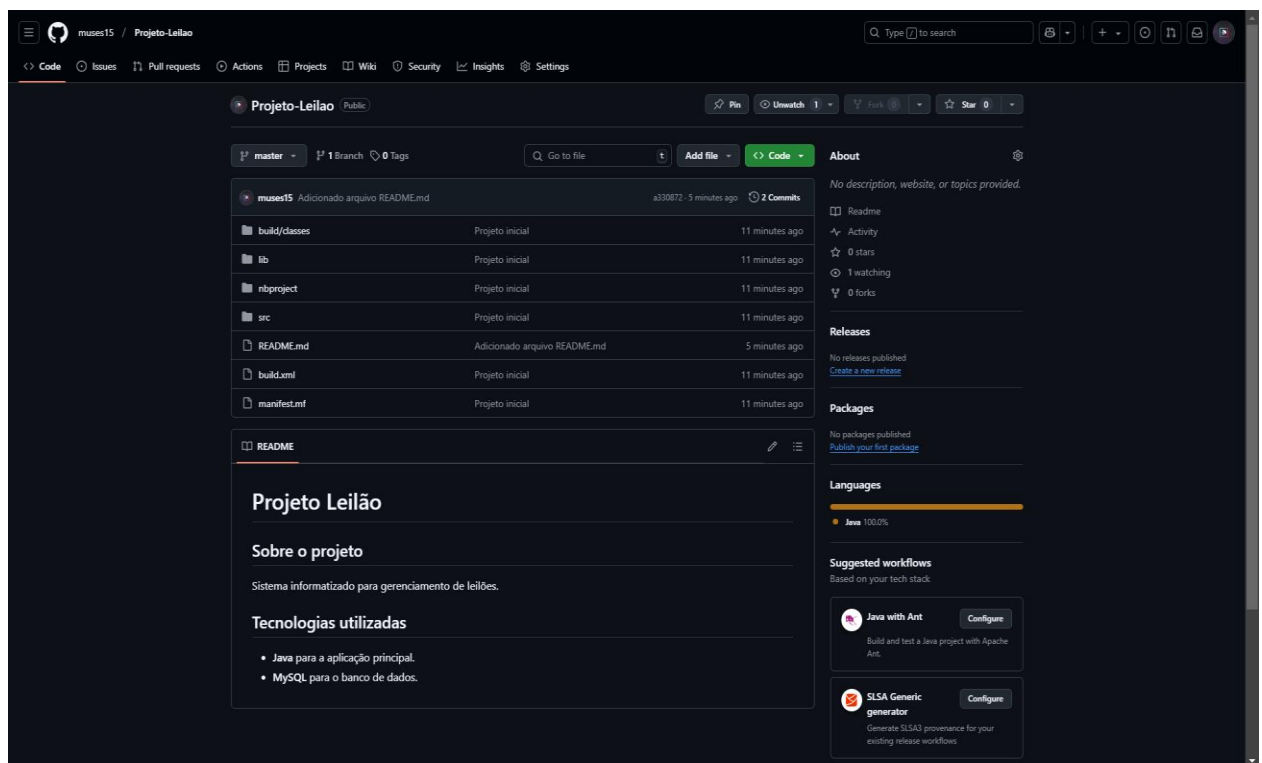 muses15 / Projeto-Leilao
Type / to search
Code Issues Pull requests Actions Projects Wiki Security Insights Settings
Projeto-Leilao Public
Pin Unwatch 1 Fork 0 Star 0
master 1 Branch 0 Tags
Go to file t Add file Code
muses15 Adicionado arquivo README.md a330872 · 5 minutes ago 2 Commits
build/classes Projeto inicial 11 minutes ago
lib Projeto inicial 11 minutes ago
nbproject Projeto inicial 11 minutes ago
src Projeto inicial 11 minutes ago
README.md Adicionado arquivo README.md 5 minutes ago
build.xml Projeto inicial 11 minutes ago
manifest.mf Projeto inicial 11 minutes ago
README
Projeto Leilão
Sobre o projeto
Sistema informatizado para gerenciamento de leilões.
Tecnologias utilizadas
• Java para a aplicação principal.
• MySQL para o banco de dados.
About
No description, website, or topics provided.
Readme
Activity
0 stars
1 watching
0 forks
Releases
No releases published
Create a new release
Packages
No packages published
Publish your first package
Languages
Java 100.0%
Suggested workflows
Based on your tech stack
Java with Ant Configure
Build and test a Java project with Apache
Ant.
SLSA Generic Configure
generator
Generate SLSA3 provenance for your
existing release workflows